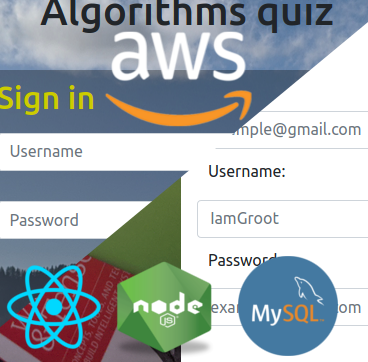 Algorithms quiz
aws
Sign in
mple@gmail.com
Username
Username:
IamGroot
Password
Password
node
JS
MySQL
exa
com